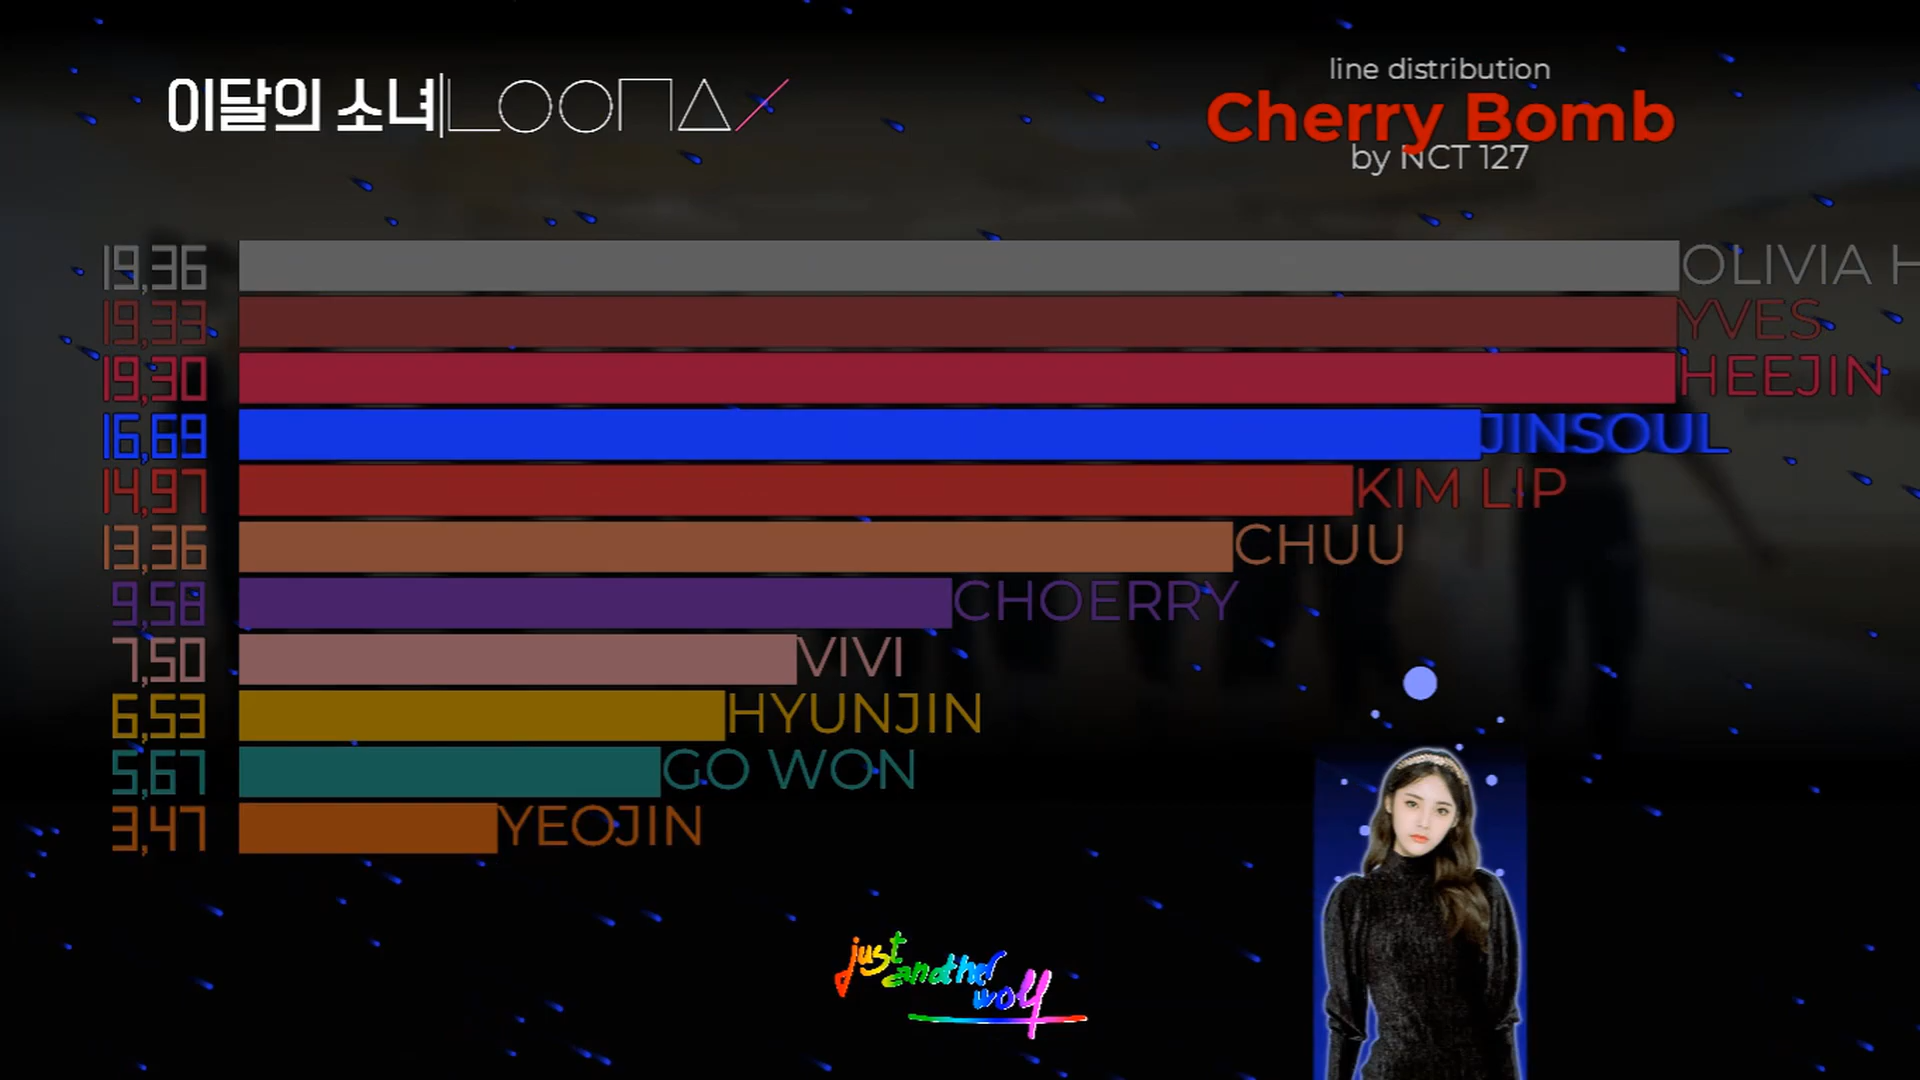 이달의 소녀|LOOΠΔ/
line distribution
Cherry Bomb
by NCT 127
19,36 OLIVIA H
19,33 YVES
19,30 HEEJIN
16,69 JINSOUL
14,97 KIM LIP
13,36 CHUU
9,58 CHOERRY
7,50 VIVI
6,53 HYUNJIN
5,67 GO WON
3,47 YEOJIN
just
another
wolf